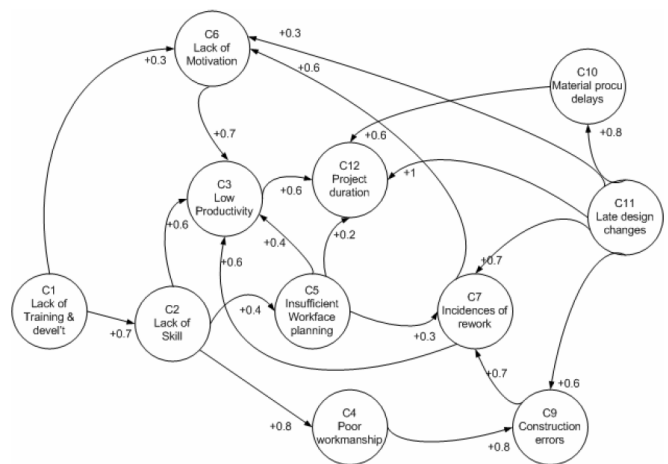 C6
Lack of
Motivation
+0.3
+0.3
+0.6
C10
Material procu
delays
+0.7
+0.6
+0.8
C3
Low
Productivity
+0.6
C12
Project
duration
+1
C11
Late design
changes
+0.6
+0.4
+0.2
+0.6
+0.7
C1
Lack of
Training &
devel't
+0.7
C2
Lack of
Skill
+0.4
C5
Insufficient
Workface
planning
+0.3
C7
Incidences of
rework
+0.7
+0.6
+0.8
C4
Poor
workmanship
+0.8
C9
Construction
errors